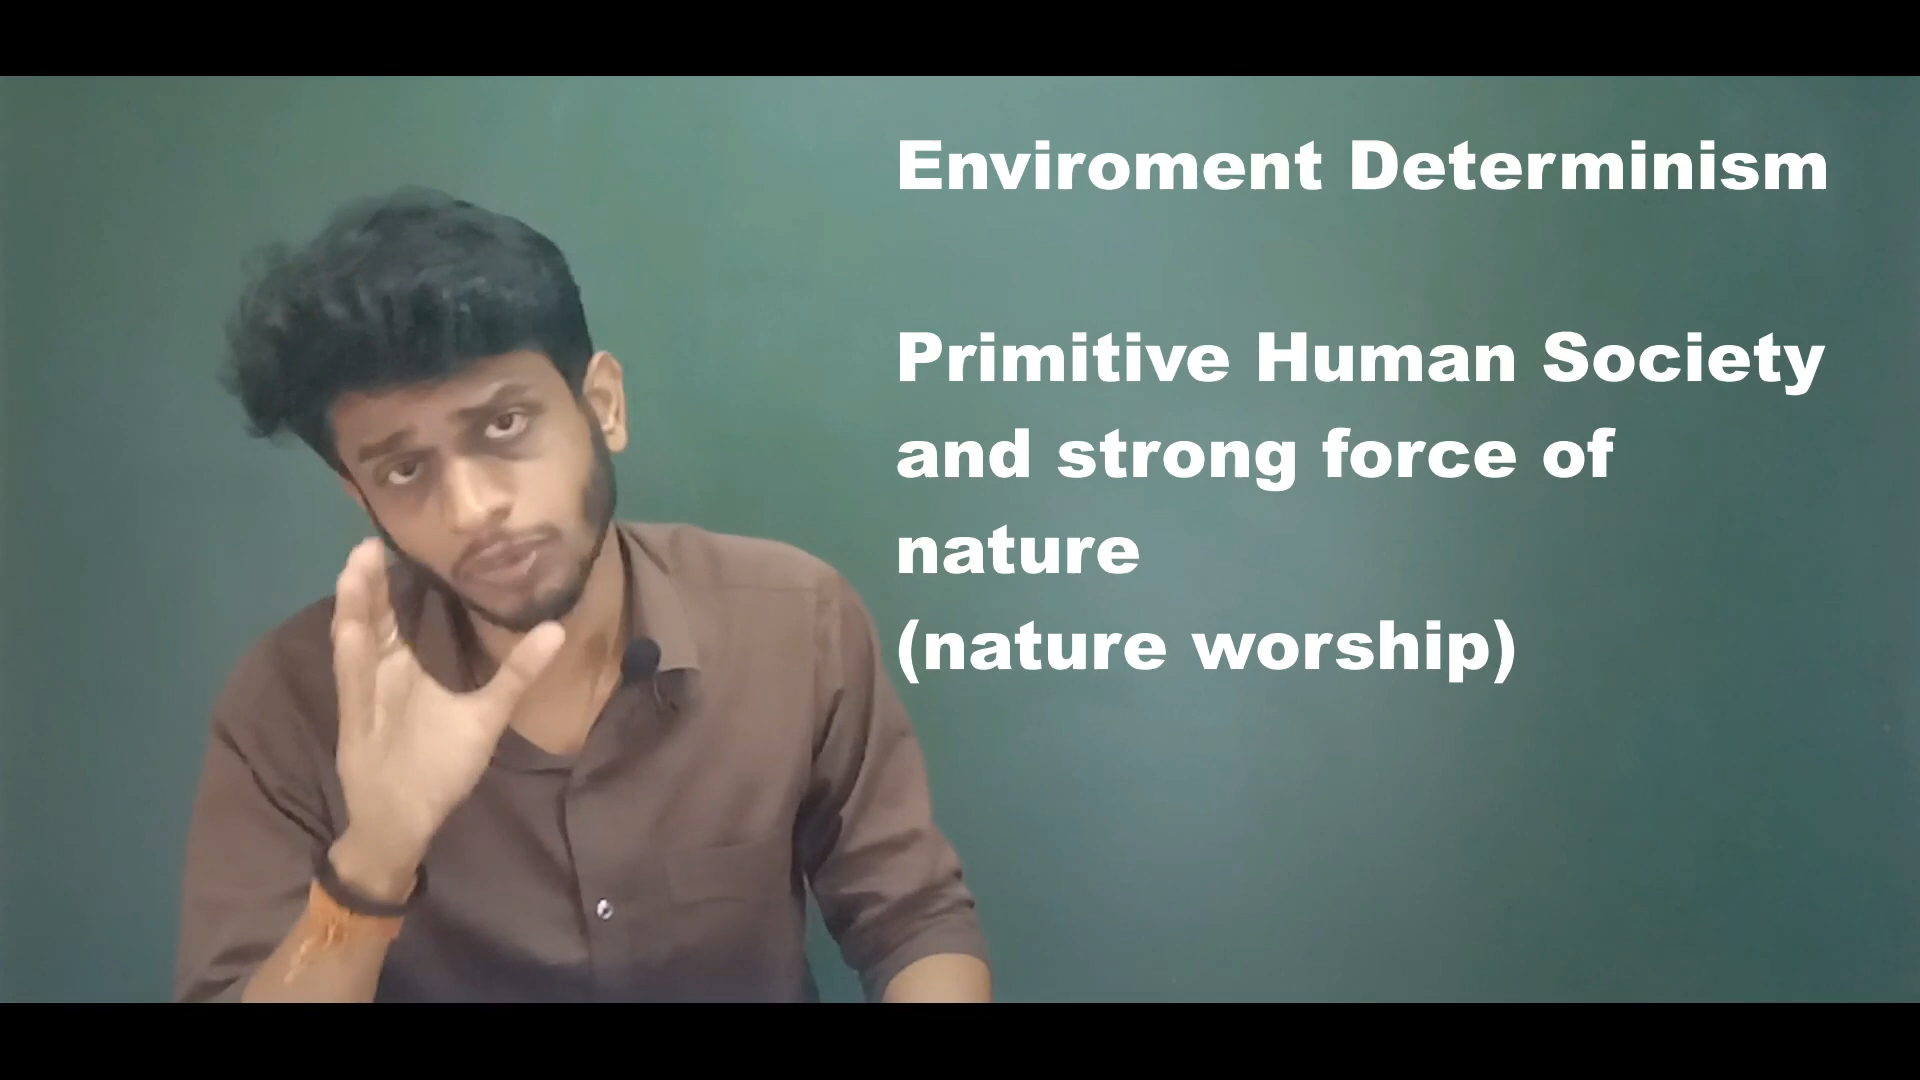 Enviroment Determinism
Primitive Human Society
and strong force of
nature
(nature worship)